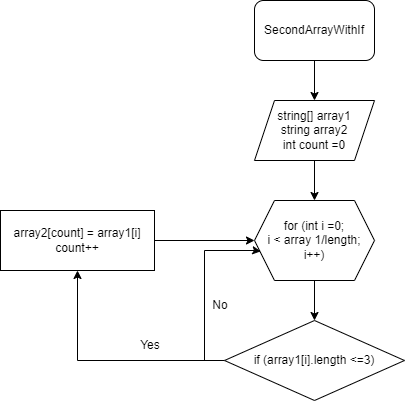 SecondArrayWithIf
string[] array1
string array2
int count =0
for (int i =0;
i < array 1/length;
i++)
array2[count] = array1[i]
count++
No
Yes
if (array1[i].length <=3)